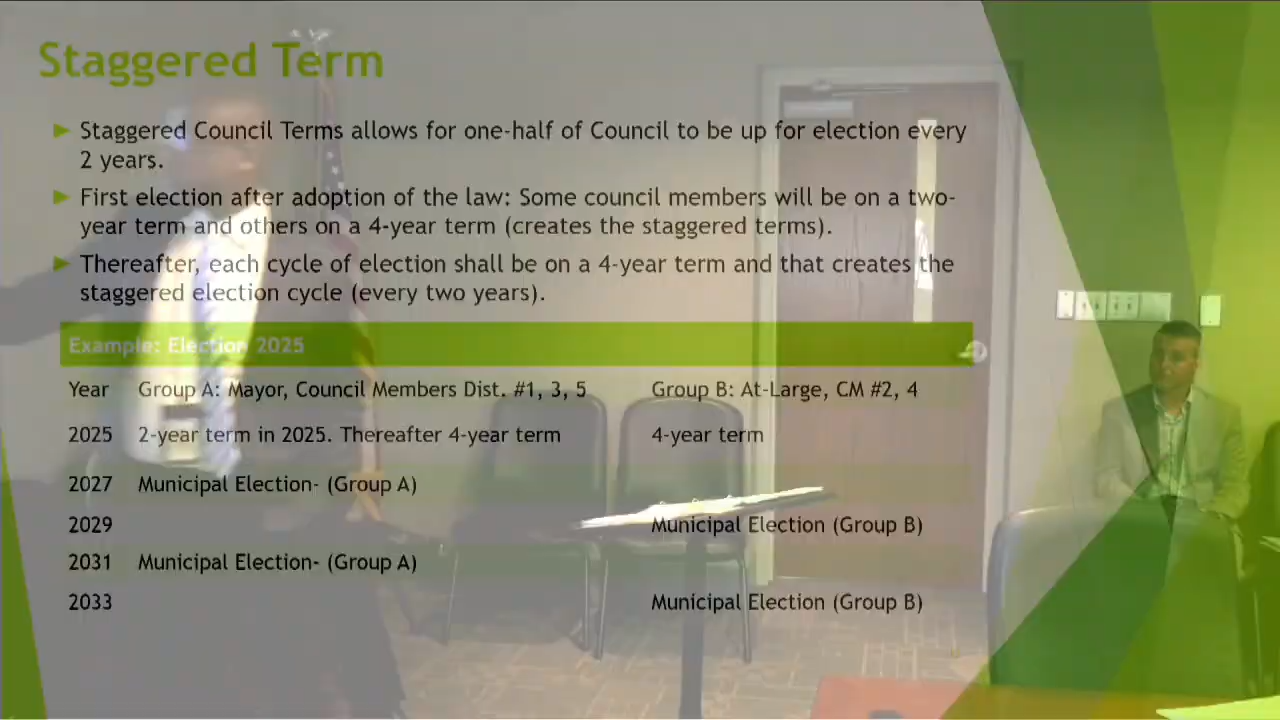 Staggered Term
Staggered Council Terms allows for one-half of Council to be up for election every
2 years.
First election after adoption of the law: Some council members will be on a two-
year term and others on a 4-year term (creates the staggered terms).
Thereafter, each cycle of election shall be on a 4-year term and that creates the
staggered election cycle (every two years).
Example: Election 2025
Year Group A: Mayor, Council Members Dist. #1, 3, 5 Group B: At-Large, CM #2, 4
2025 2-year term in 2025. Thereafter 4-year term 4-year term
2027 Municipal Election- (Group A)
2029 Municipal Election (Group B)
2031 Municipal Election- (Group A)
2033 Municipal Election (Group B)